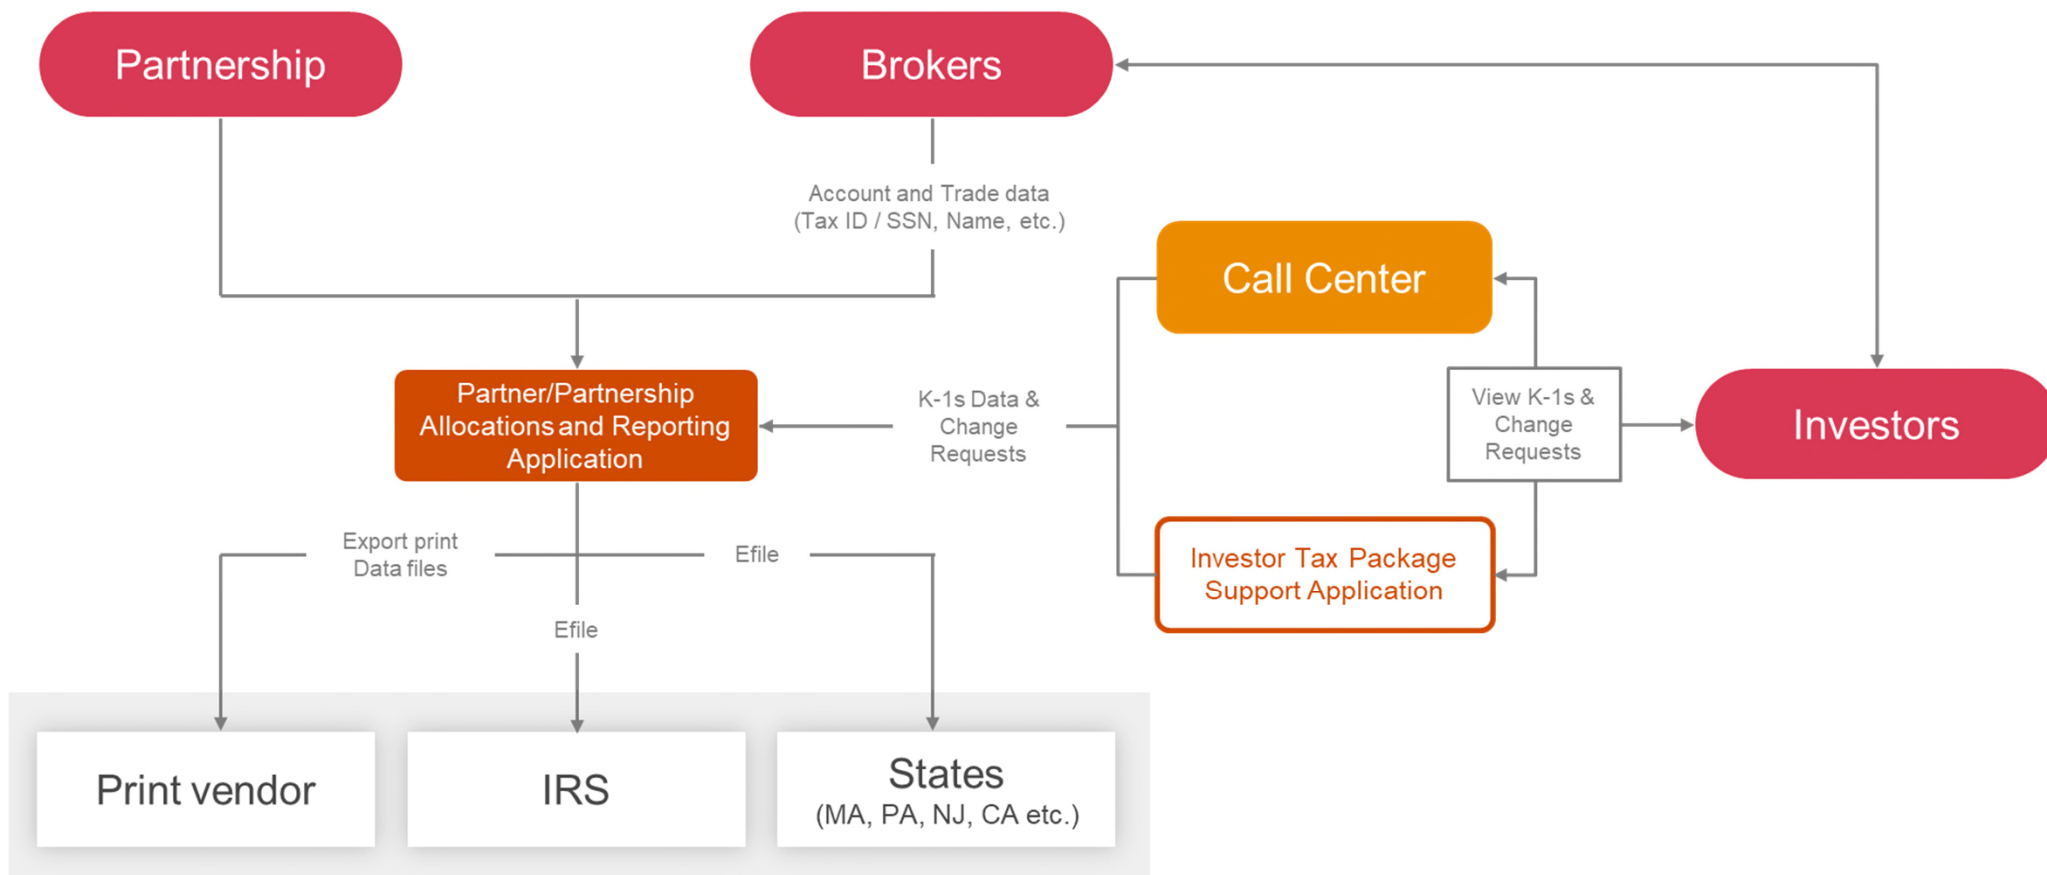 Partnership
Brokers
Account and Trade data
(Tax ID / SSN, Name, etc.)
Call Center
Partner/Partnership
Allocations and Reporting
Application
K-1s Data &
Change
Requests
View K-1s &
Change
Requests
Investors
Export print
Data files
Efile
Efile
Investor Tax Package
Support Application
Print vendor
IRS
States
(MA, PA, NJ, CA etc.)